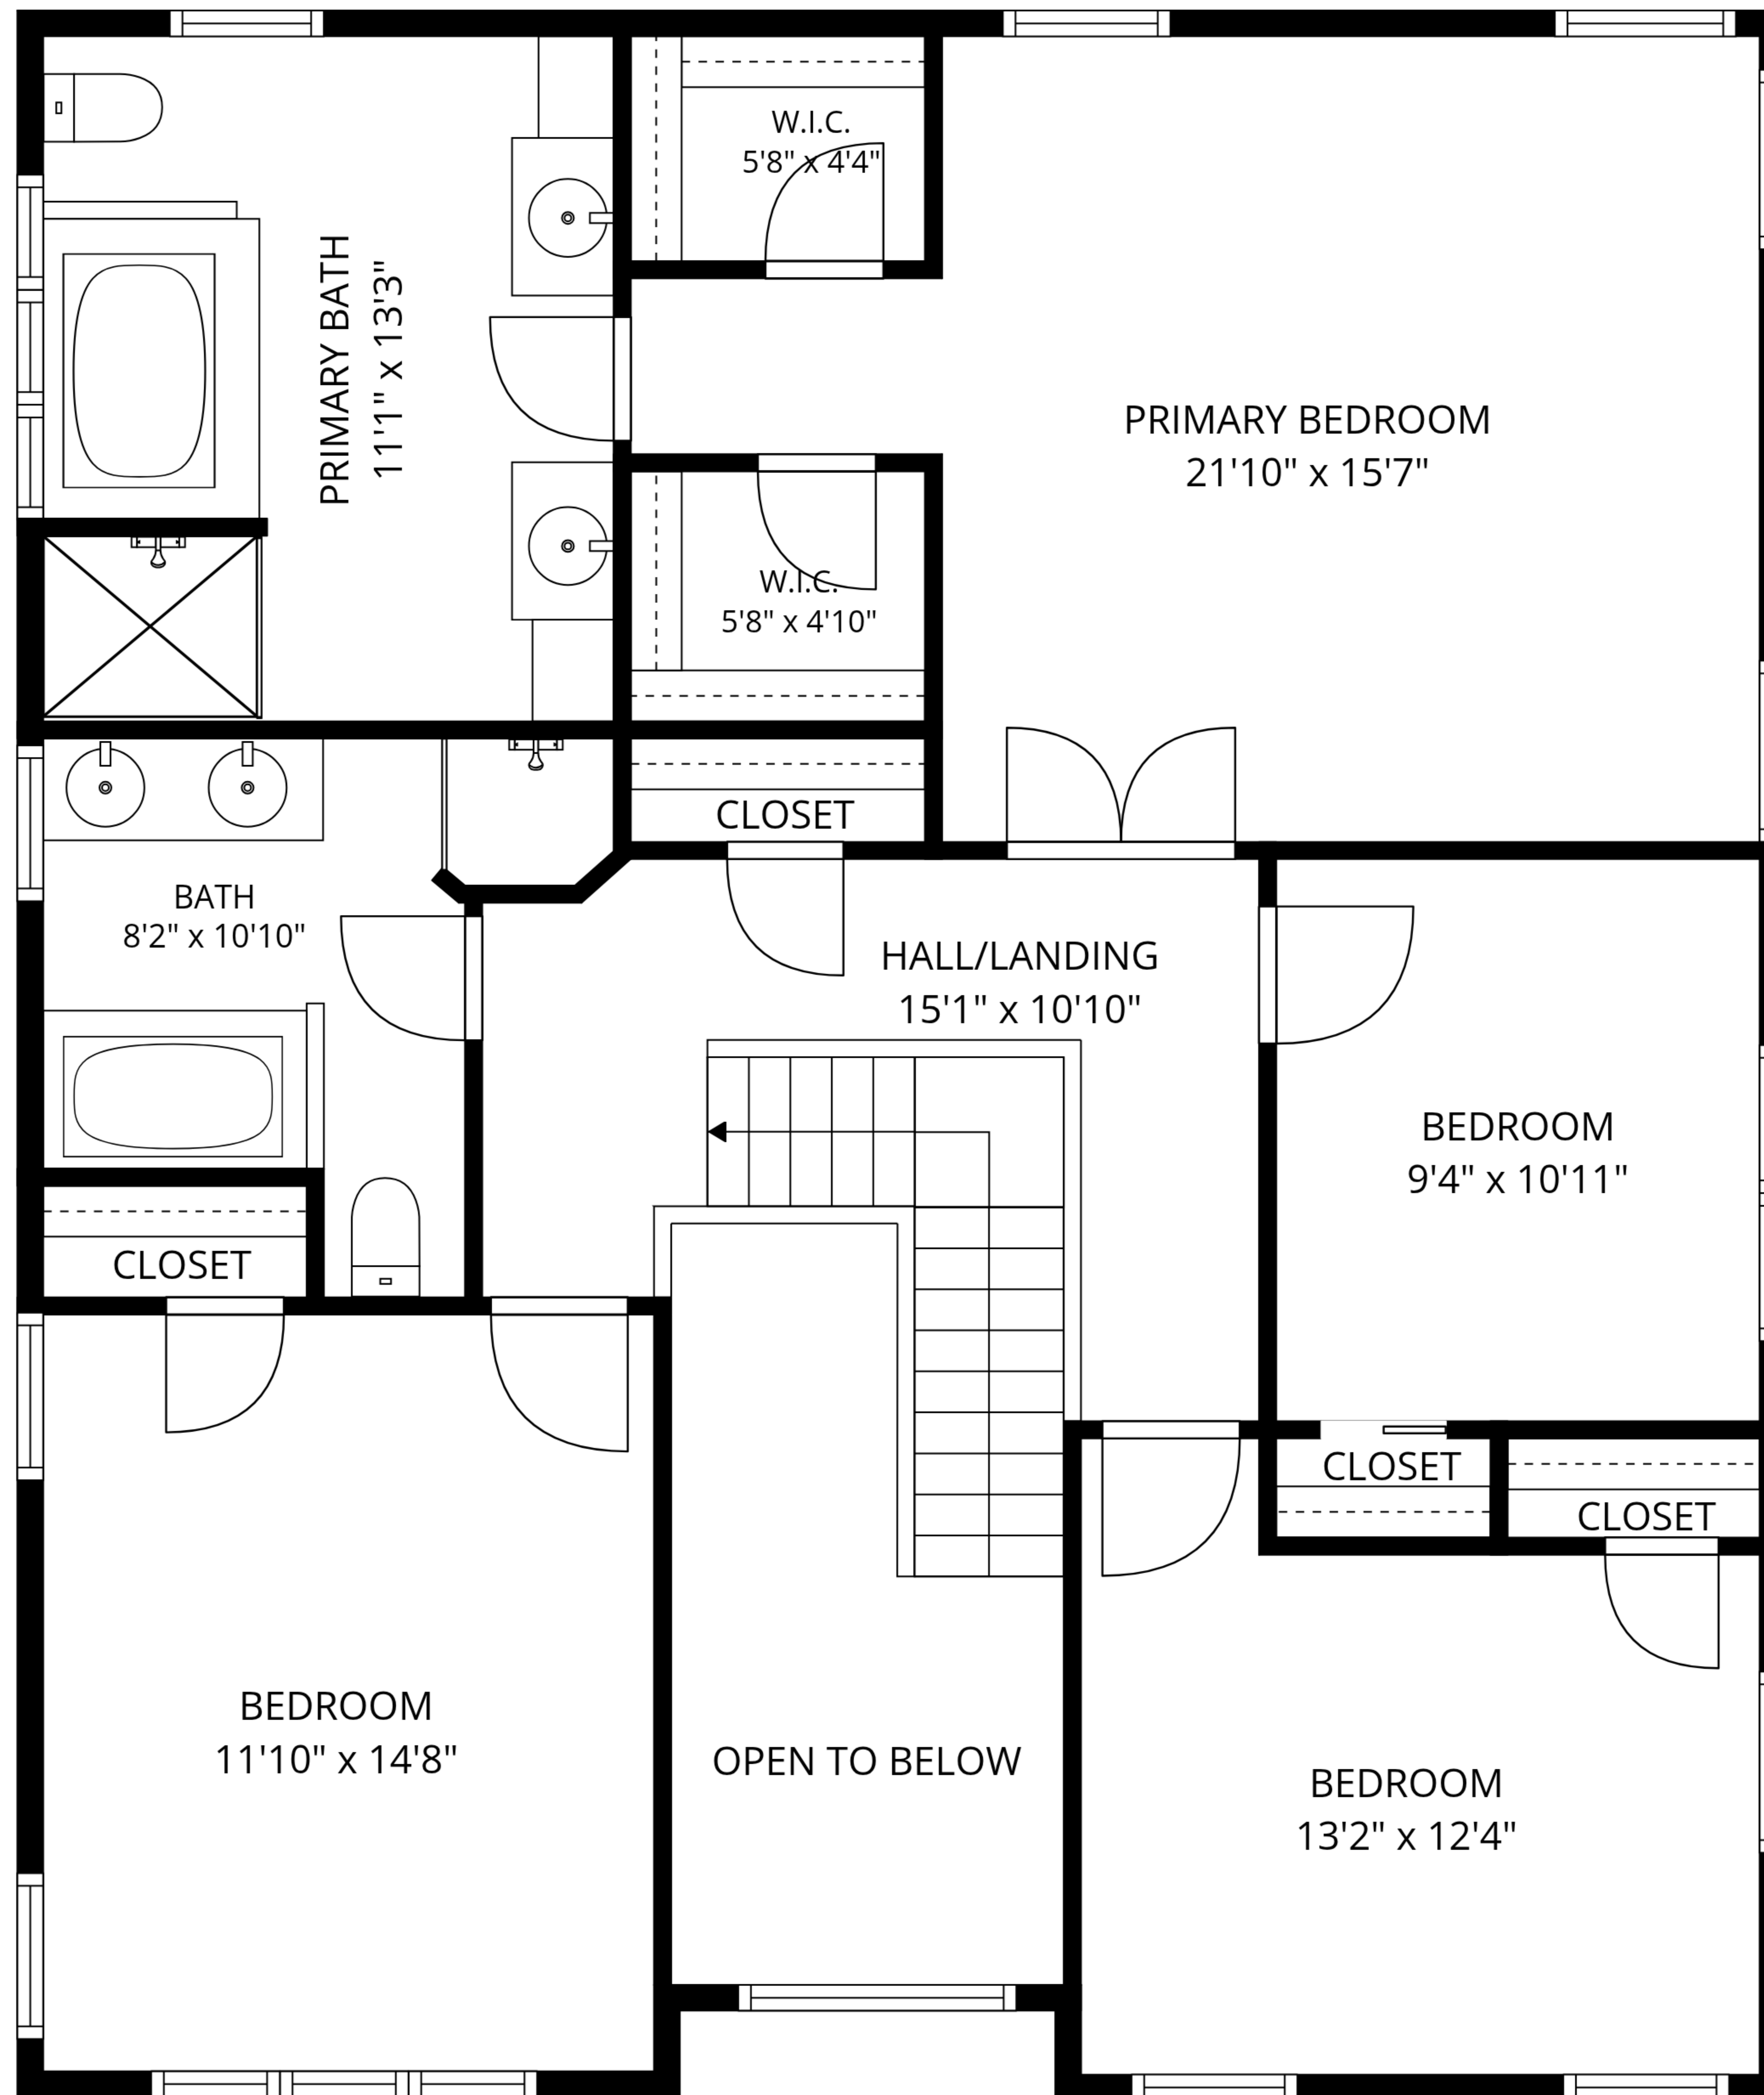 W.I.C.
5'8" x 4'4"
PRIMARY BATH
11'1" x 13'3"
PRIMARY BEDROOM
21'10" x 15'7"
W.I.C.
5'8" x 4'10"
CLOSET
BATH
8'2" x 10'10"
HALL/LANDING
15'1" x 10'10"
BEDROOM
9'4" x 10'11"
CLOSET
CLOSET
CLOSET
BEDROOM
11'10" x 14'8"
OPEN TO BELOW
BEDROOM
13'2" x 12'4"